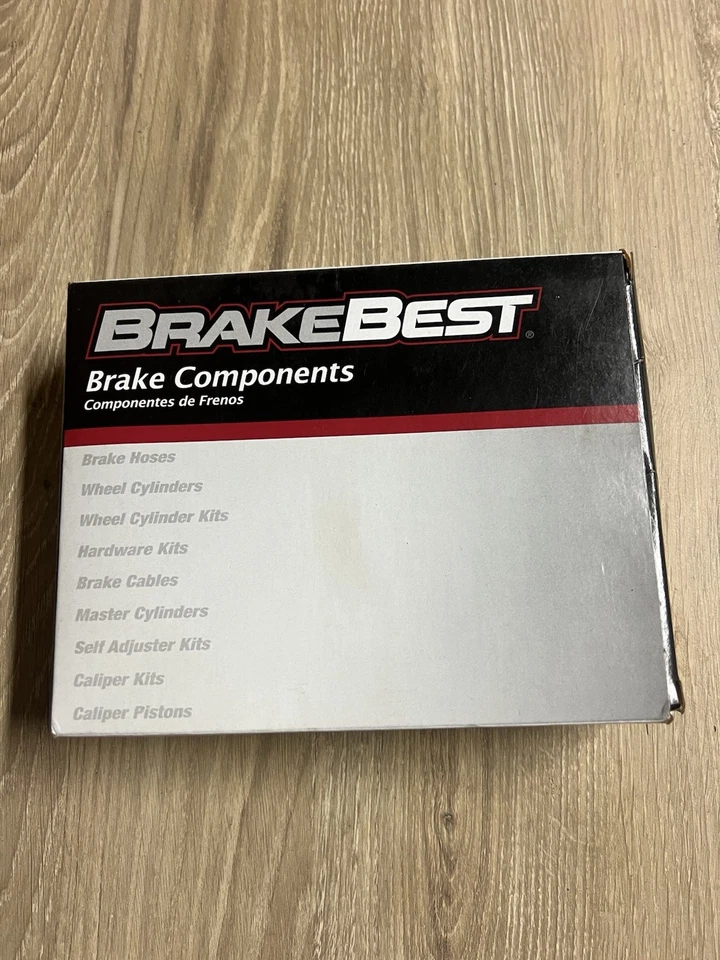 BRAKEBEST®
Brake Components
Componentes de Frenos
Brake Hoses
Wheel Cylinders
Wheel Cylinder Kits
Hardware Kits
Brake Cables
Master Cylinders
Self Adjuster Kits
Caliper Kits
Caliper Pistons